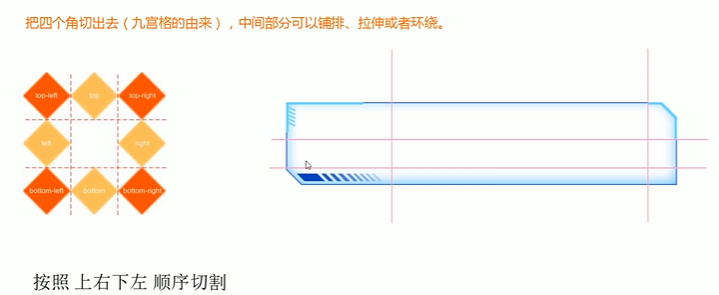 把四个角切出去（九宫格的由来），中间部分可以铺排、拉伸或者环绕。
top-left top top-right
left right
bottom-left bottom bottom-right
按照 上右下左 顺序切割